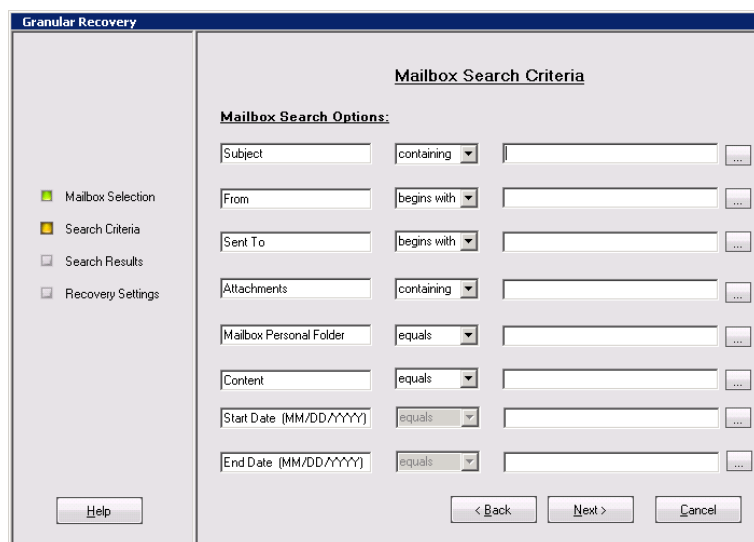 Granular Recovery
Mailbox Search Criteria
Mailbox Search Options:
Subject containing ...
From begins with ...
Sent To begins with ...
Attachments containing ...
Mailbox Personal Folder equals ...
Content equals ...
Start Date (MM/DD/YYYY) equals ...
End Date (MM/DD/YYYY) equals ...
Mailbox Selection
Search Criteria
Search Results
Recovery Settings
Help
< Back Next > Cancel